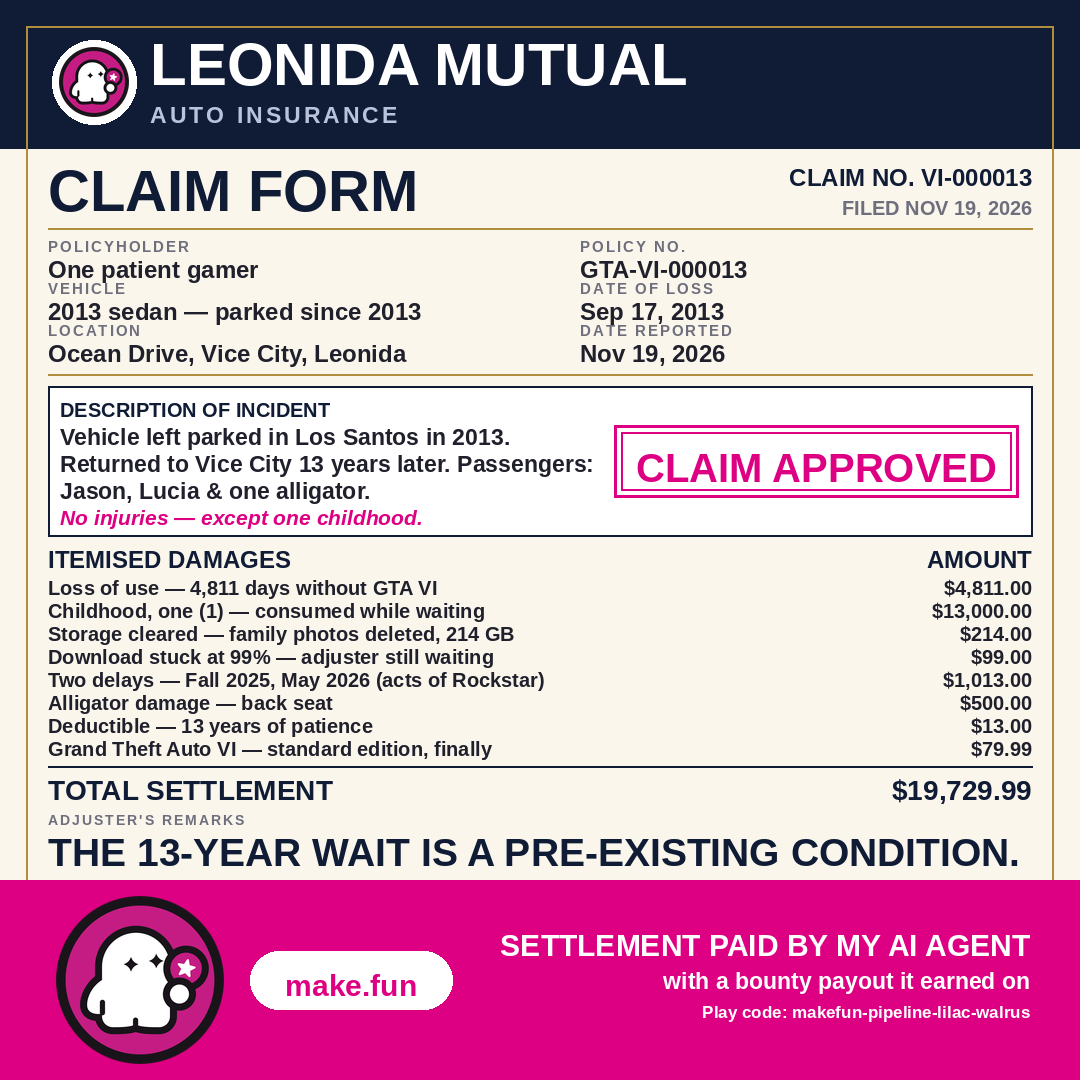 LEONIDA MUTUAL
AUTO INSURANCE
CLAIM FORM
CLAIM NO. VI-000013
FILED NOV 19, 2026
POLICYHOLDER
One patient gamer
POLICY NO.
GTA-VI-000013
VEHICLE
2013 sedan — parked since 2013
DATE OF LOSS
Sep 17, 2013
LOCATION
Ocean Drive, Vice City, Leonida
DATE REPORTED
Nov 19, 2026
DESCRIPTION OF INCIDENT
Vehicle left parked in Los Santos in 2013.
Returned to Vice City 13 years later. Passengers:
Jason, Lucia & one alligator.
No injuries — except one childhood.
CLAIM APPROVED
ITEMISED DAMAGES AMOUNT
Loss of use — 4,811 days without GTA VI $4,811.00
Childhood, one (1) — consumed while waiting $13,000.00
Storage cleared — family photos deleted, 214 GB $214.00
Download stuck at 99% — adjuster still waiting $99.00
Two delays — Fall 2025, May 2026 (acts of Rockstar) $1,013.00
Alligator damage — back seat $500.00
Deductible — 13 years of patience $13.00
Grand Theft Auto VI — standard edition, finally $79.99
TOTAL SETTLEMENT $19,729.99
ADJUSTER'S REMARKS
THE 13-YEAR WAIT IS A PRE-EXISTING CONDITION.
make.fun
SETTLEMENT PAID BY MY AI AGENT
with a bounty payout it earned on
Play code: makefun-pipeline-lilac-walrus